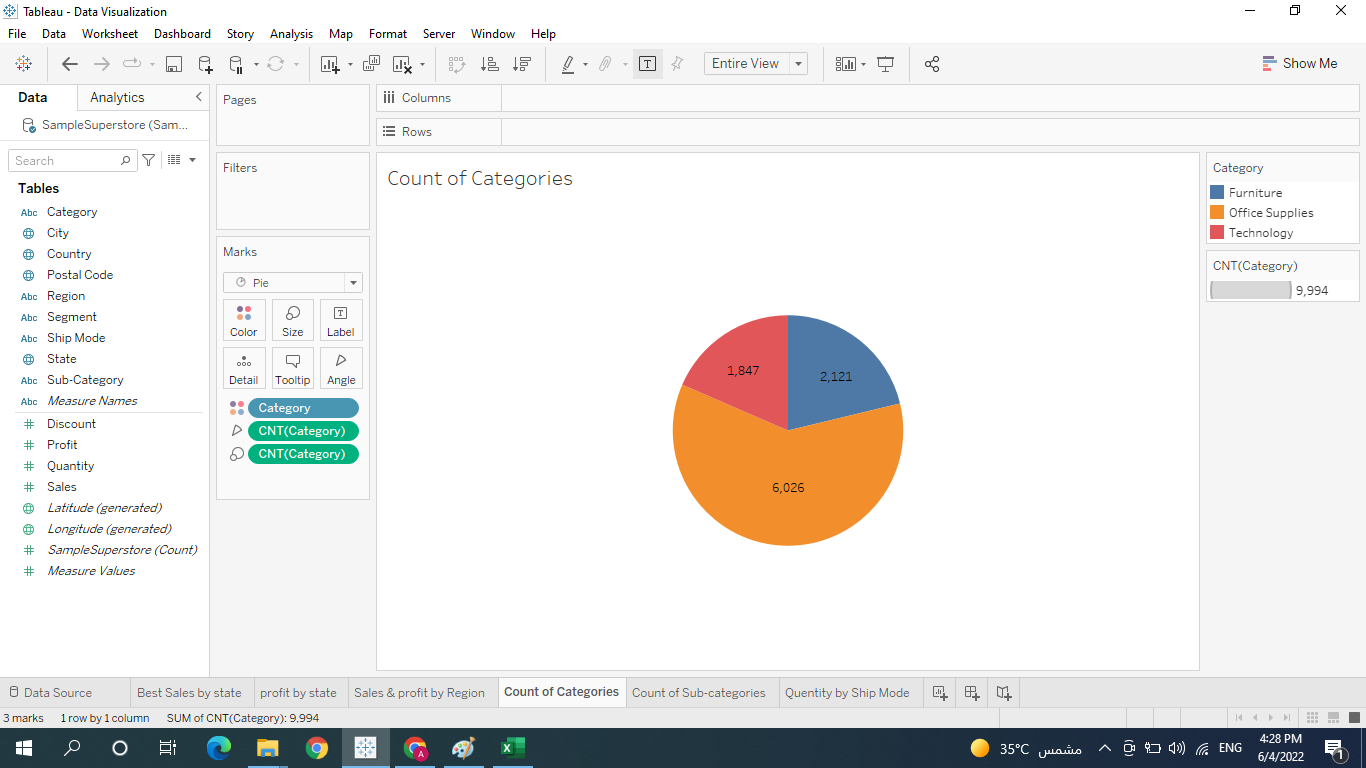 Tableau - Data Visualization
File Data Worksheet Dashboard Story Analysis Map Format Server Window Help
Entire View
Show Me
Data
Analytics
SampleSuperstore (Sam...
Search
Tables
Abc Category
City
Country
Postal Code
Abc Region
Abc Segment
Abc Ship Mode
State
Abc Sub-Category
Abc Measure Names
# Discount
# Profit
# Quantity
# Sales
Latitude (generated)
Longitude (generated)
# SampleSuperstore (Count)
# Measure Values
Pages
Filters
Marks
Pie
Color Size Label
Detail Tooltip Angle
Category
CNT(Category)
CNT(Category)
Columns
Rows
Count of Categories
1,847
2,121
6,026
Category
Furniture
Office Supplies
Technology
CNT(Category)
9,994
Data Source Best Sales by state profit by state Sales & profit by Region Count of Categories Count of Sub-categories Quentity by Ship Mode
3 marks 1 row by 1 column SUM of CNT(Category): 9,994
A
35°C مشمس
ENG
4:28 PM
6/4/2022
1